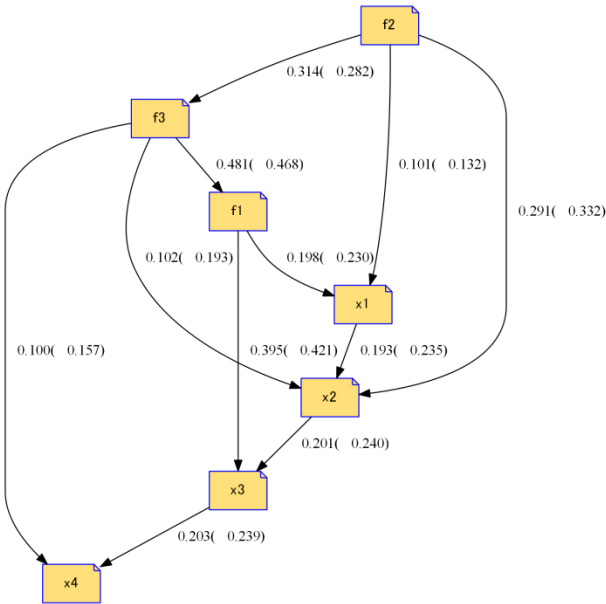 f2
0.314( 0.282)
f3
0.481( 0.468)
0.101( 0.132)
f1
0.291( 0.332)
0.102( 0.193)
0.198( 0.230)
x1
0.100( 0.157)
0.395( 0.421)
0.193( 0.235)
x2
0.201( 0.240)
x3
0.203( 0.239)
x4